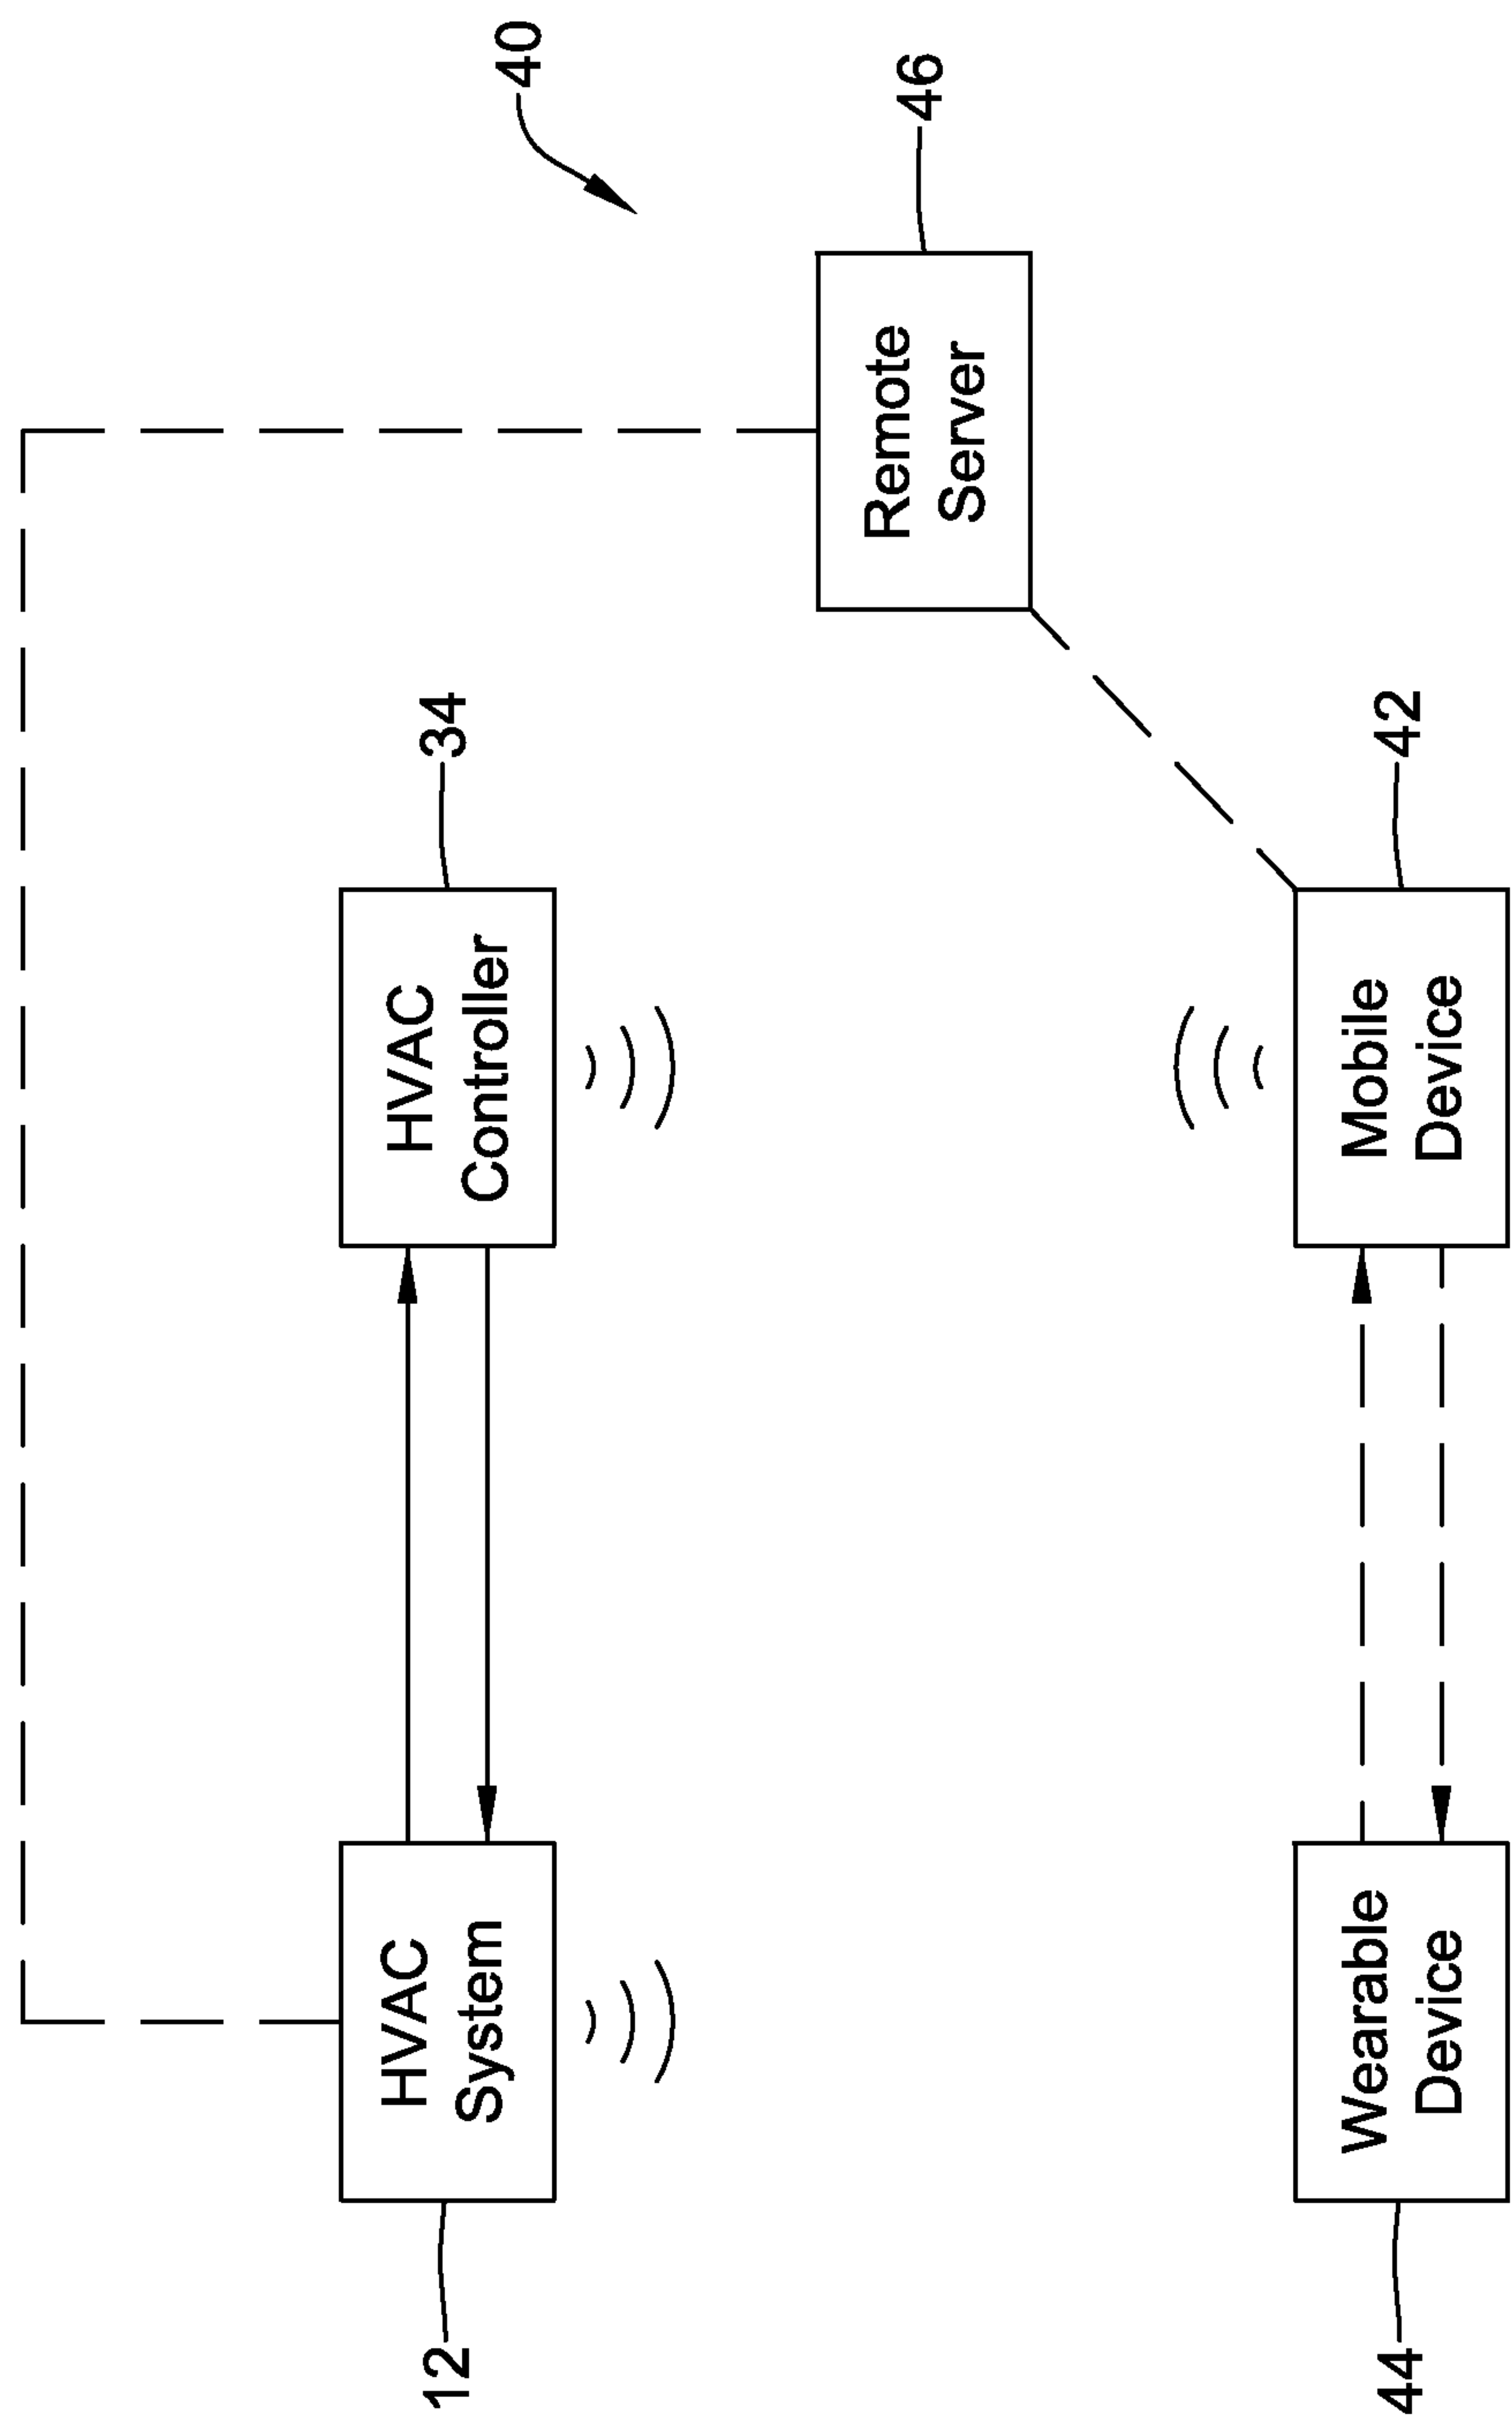 40
46
34
42
12
44
HVAC
System
HVAC
Controller
Remote
Server
Wearable
Device
Mobile
Device